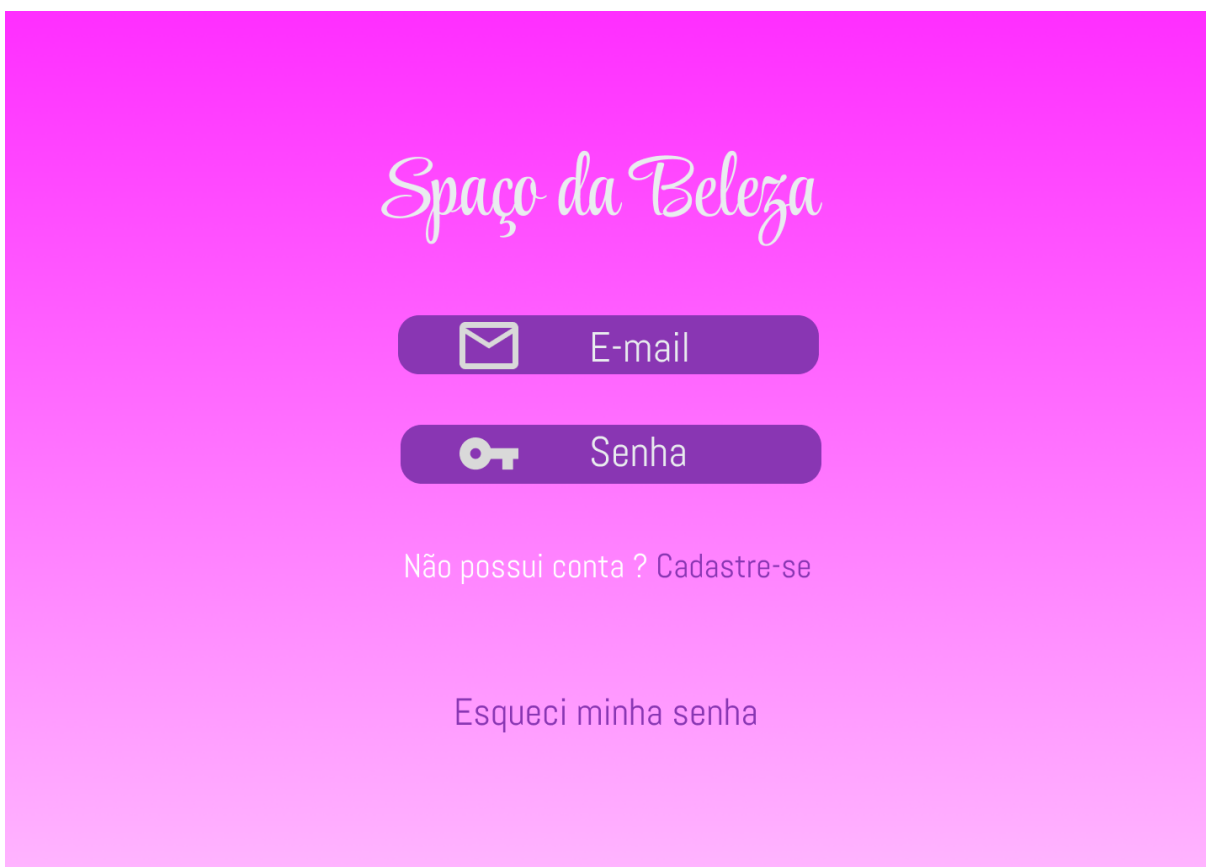 Spaço da Beleza
E-mail
Senha
Não possui conta ? Cadastre-se
Esqueci minha senha